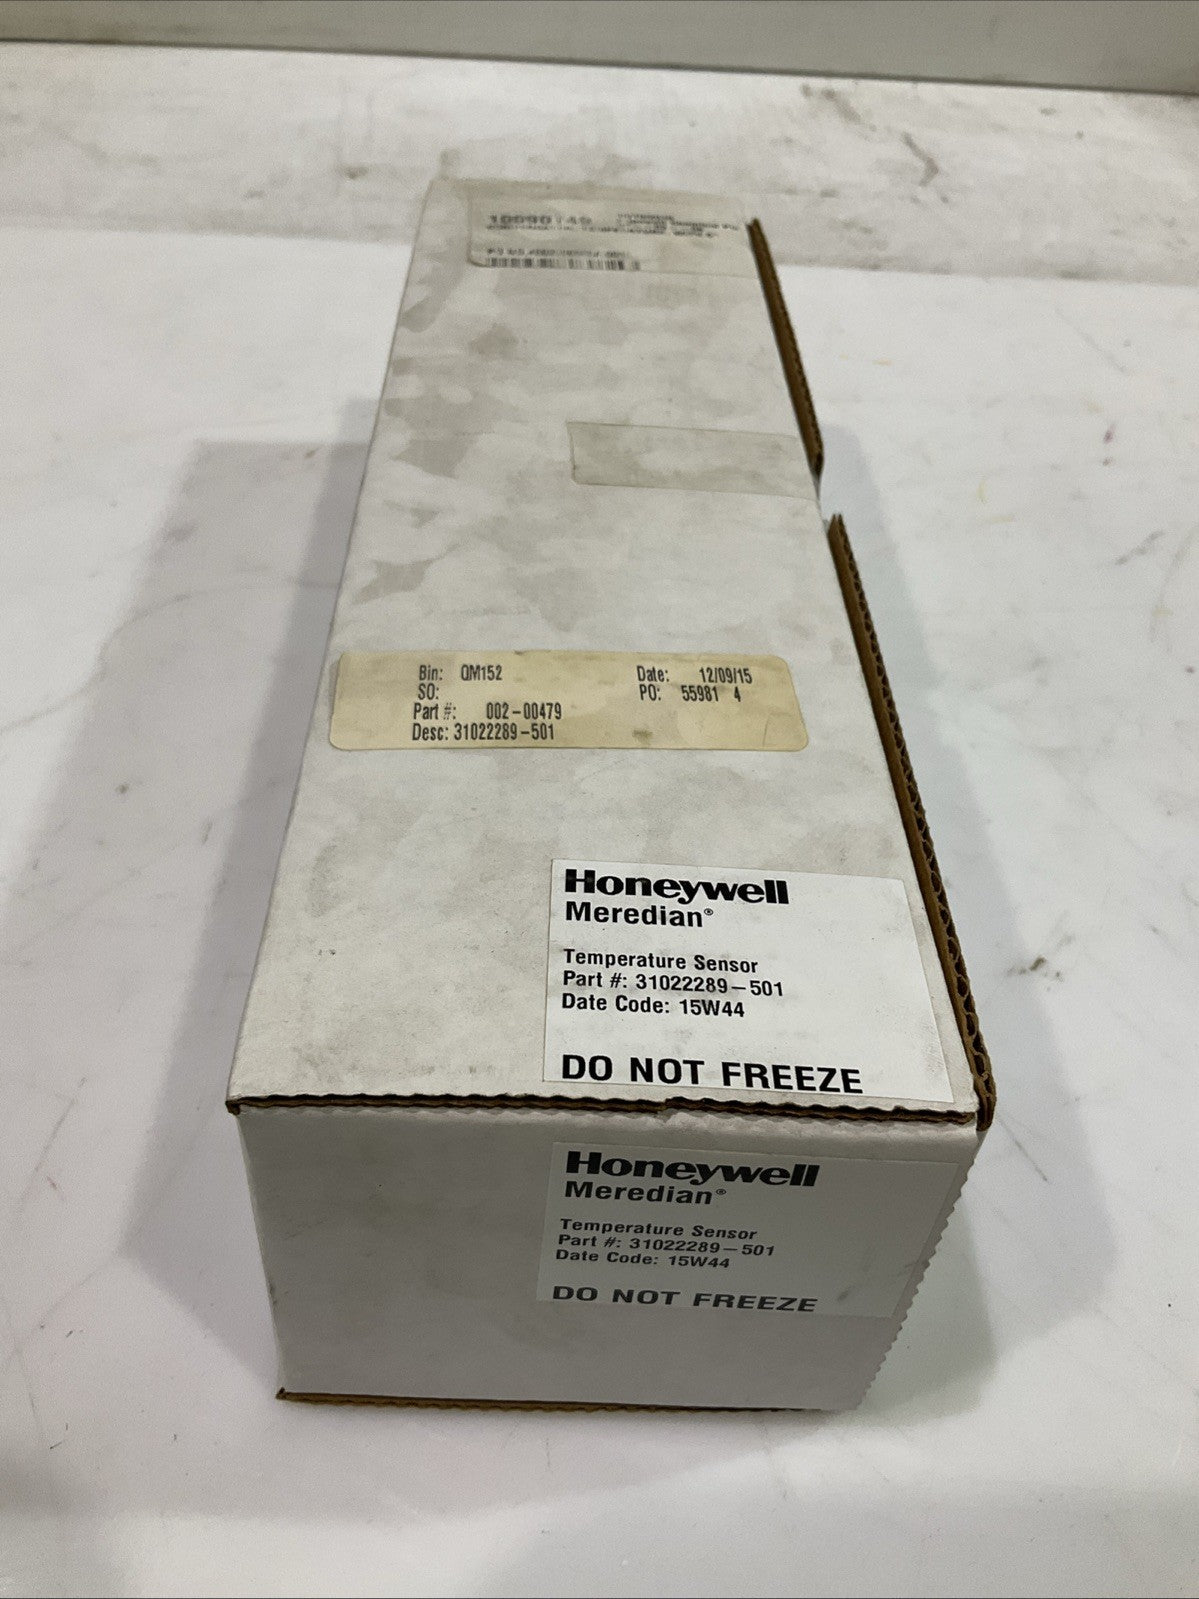 Bin: QM152 Date: 12/09/15
SO: PO: 55981 4
Part #: 002-00479
Desc: 31022289-501
Honeywell
Meredian®
Temperature Sensor
Part #: 31022289-501
Date Code: 15W44
DO NOT FREEZE
Honeywell
Meredian®
Temperature Sensor
Part #: 31022289-501
Date Code: 15W44
DO NOT FREEZE